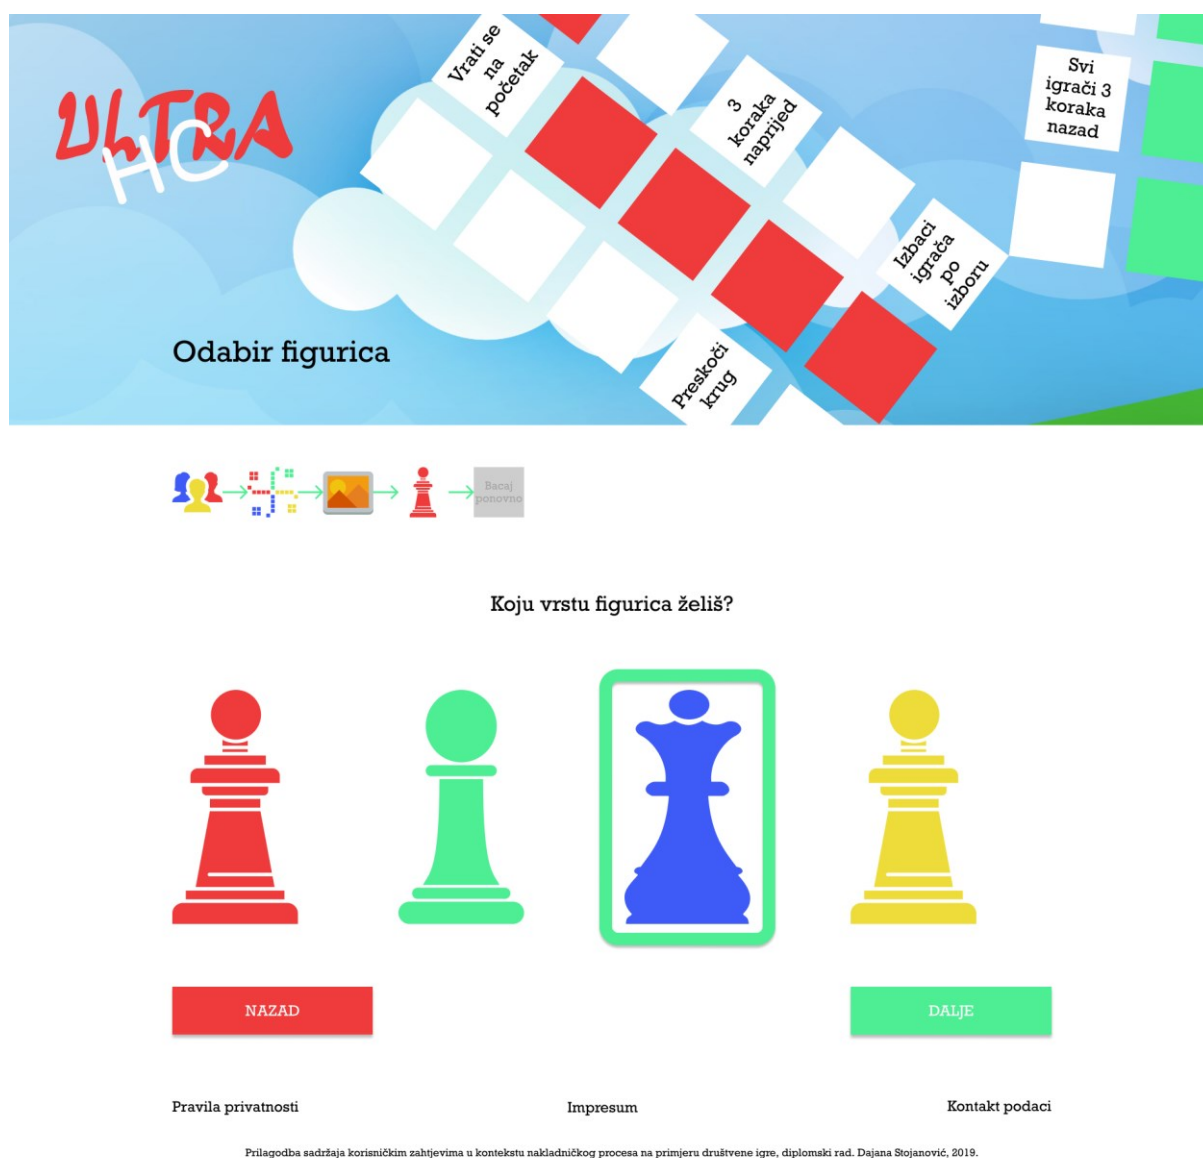 ULTRA
HC
Vrati se
na
početak
3
koraka
naprijed
Svi
igrači 3
koraka
nazad
Izbaci
igrača
po
izboru
Preskoči
krug
Odabir figurica
Bacaj
ponovno
Koju vrstu figurica želiš?
NAZAD
DALJE
Pravila privatnosti
Impresum
Kontakt podaci
Prilagodba sadržaja korisničkim zahtjevima u kontekstu nakladničkog procesa na primjeru društvene igre, diplomski rad. Dajana Stojanović, 2019.